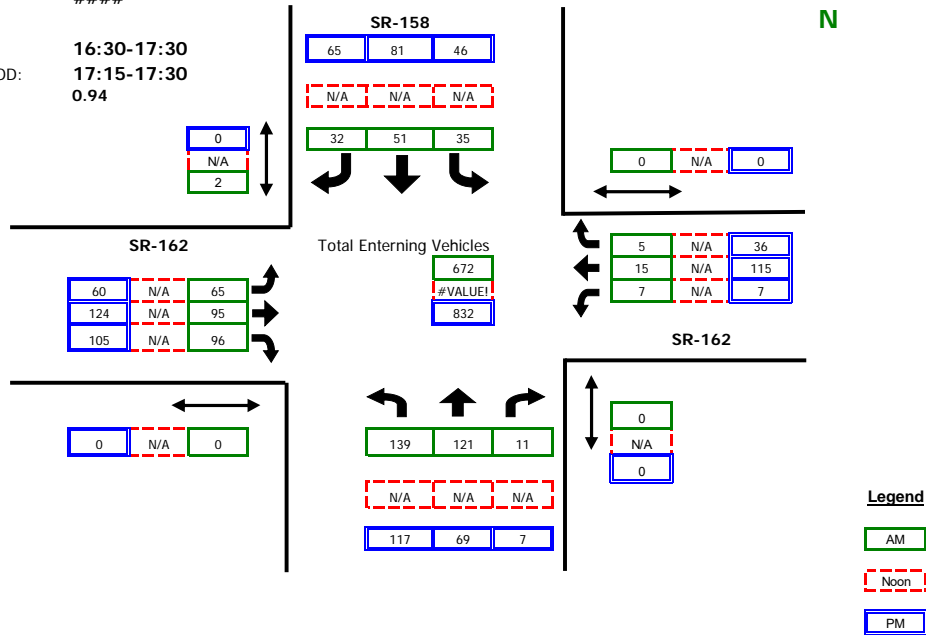 ####
SR-158
N
16:30-17:30
OD: 17:15-17:30
0.94
65 81 46
N/A N/A N/A
32 51 35
0
N/A
2
0 N/A 0
SR-162
Total Enterning Vehicles
672
#VALUE!
832
5 N/A 36
15 N/A 115
7 N/A 7
60 N/A 65
124 N/A 95
105 N/A 96
SR-162
0 N/A 0
139 121 11
N/A N/A N/A
117 69 7
0
N/A
0
Legend
AM
Noon
PM